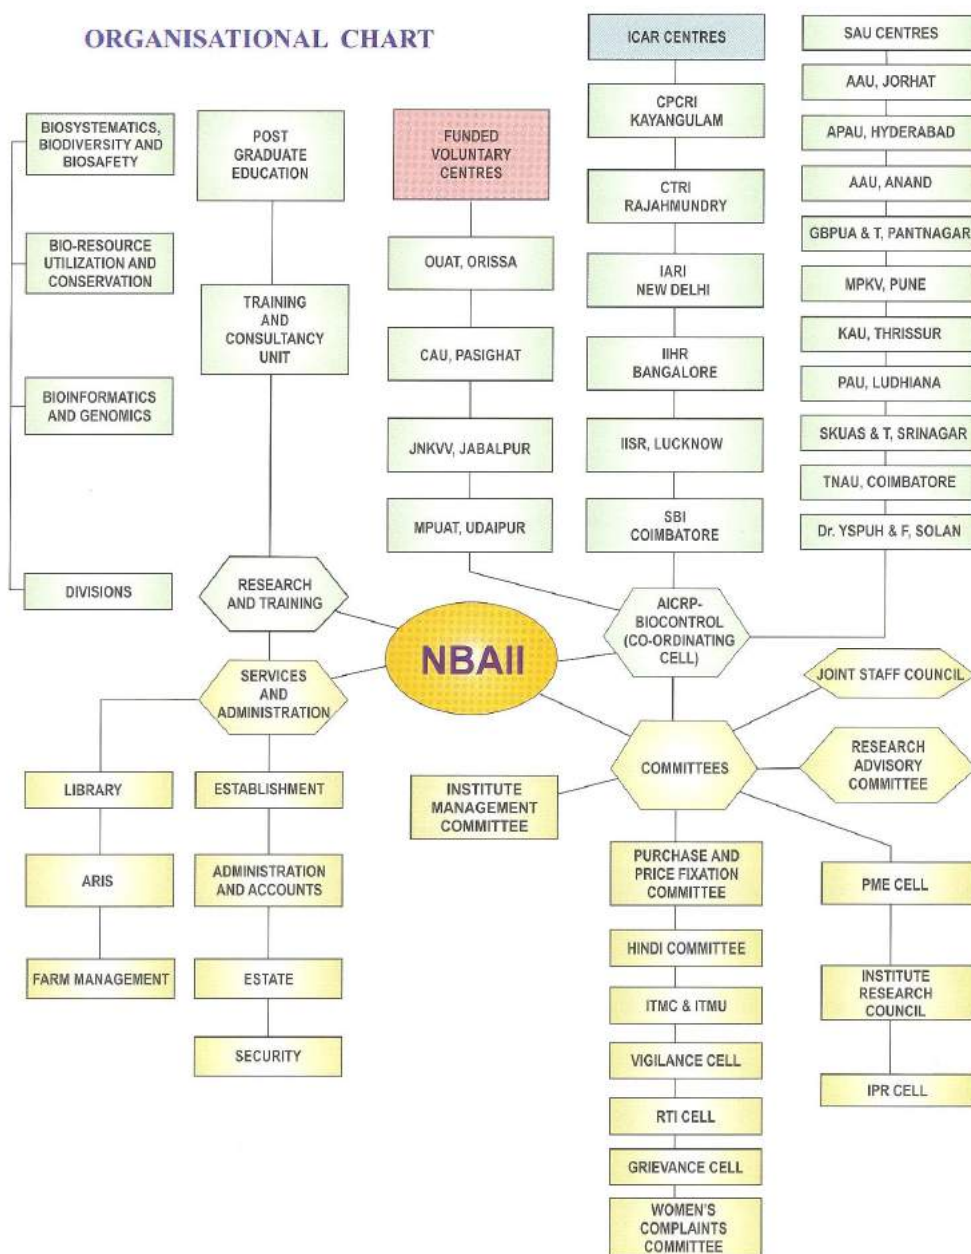 ORGANISATIONAL CHART
BIOSYSTEMATICS,
BIODIVERSITY AND
BIOSAFETY
BIO-RESOURCE
UTILIZATION AND
CONSERVATION
BIOINFORMATICS
AND GENOMICS
DIVISIONS
POST
GRADUATE
EDUCATION
TRAINING
AND
CONSULTANCY
UNIT
RESEARCH
AND TRAINING
FUNDED
VOLUNTARY
CENTRES
OUAT, ORISSA
CAU, PASIGHAT
JNKVV, JABALPUR
MPUAT, UDAIPUR
ICAR CENTRES
CPCRI
KAYANGULAM
CTRI
RAJAHMUNDRY
IARI
NEW DELHI
IIHR
BANGALORE
IISR, LUCKNOW
SBI
COIMBATORE
SAU CENTRES
AAU, JORHAT
APAU, HYDERABAD
AAU, ANAND
GBPUA & T, PANTNAGAR
MPKV, PUNE
KAU, THRISSUR
PAU, LUDHIANA
SKUAS & T, SRINAGAR
TNAU, COIMBATORE
Dr. YSPUH & F, SOLAN
AICRP-
BIOCONTROL
(CO-ORDINATING
CELL)
NBAII
SERVICES
AND
ADMINISTRATION
LIBRARY
ARIS
FARM MANAGEMENT
ESTABLISHMENT
ADMINISTRATION
AND ACCOUNTS
ESTATE
SECURITY
COMMITTEES
JOINT STAFF COUNCIL
RESEARCH
ADVISORY
COMMITTEE
INSTITUTE
MANAGEMENT
COMMITTEE
PURCHASE AND
PRICE FIXATION
COMMITTEE
HINDI COMMITTEE
ITMC & ITMU
VIGILANCE CELL
RTI CELL
GRIEVANCE CELL
WOMEN'S
COMPLAINTS
COMMITTEE
PME CELL
INSTITUTE
RESEARCH
COUNCIL
IPR CELL